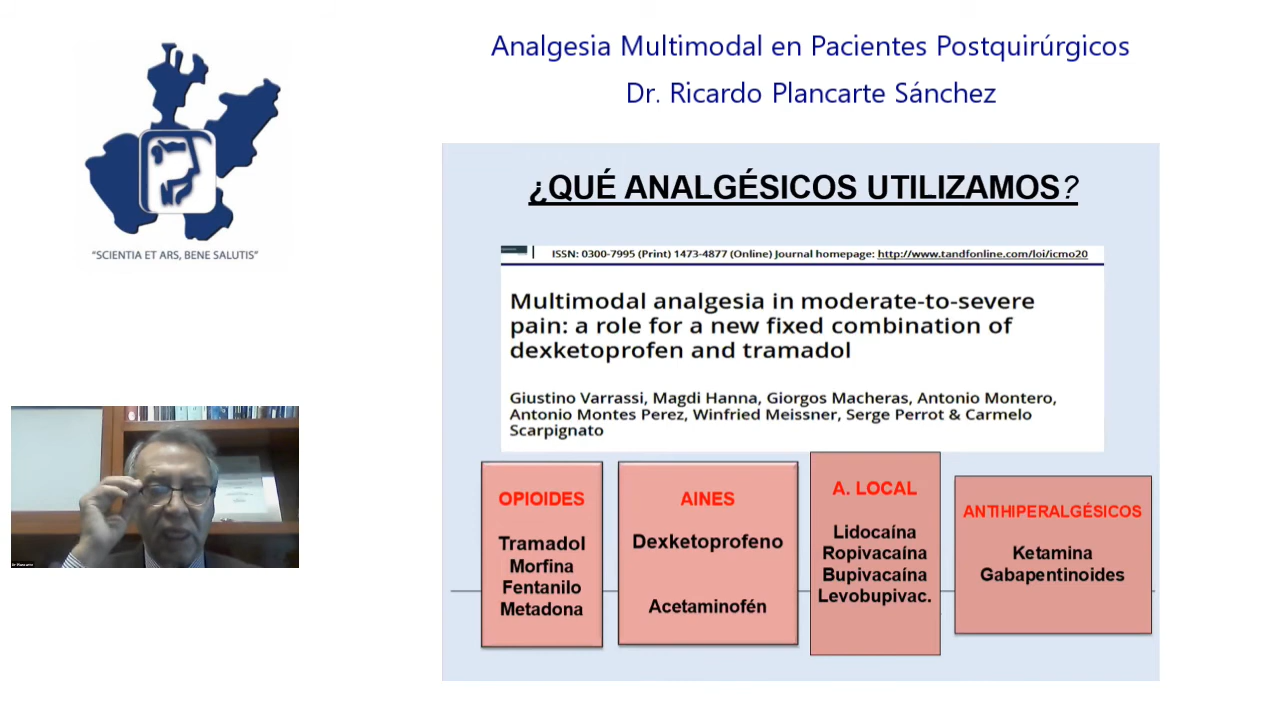 Analgesia Multimodal en Pacientes Postquirúrgicos
Dr. Ricardo Plancarte Sánchez
"SCIENTIA ET ARS, BENE SALUTIS"
¿QUÉ ANALGÉSICOS UTILIZAMOS?
ISSN: 0300-7995 (Print) 1473-4877 (Online) Journal homepage: http://www.tandfonline.com/loi/icmo20
Multimodal analgesia in moderate-to-severe
pain: a role for a new fixed combination of
dexketoprofen and tramadol
Giustino Varrassi, Magdi Hanna, Giorgos Macheras, Antonio Montero,
Antonio Montes Perez, Winfried Meissner, Serge Perrot & Carmelo
Scarpignato
OPIOIDES
Tramadol
Morfina
Fentanilo
Metadona
AINES
Dexketoprofeno
Acetaminofén
A. LOCAL
Lidocaína
Ropivacaína
Bupivacaína
Levobupivac.
ANTIHIPERALGÉSICOS
Ketamina
Gabapentinoides